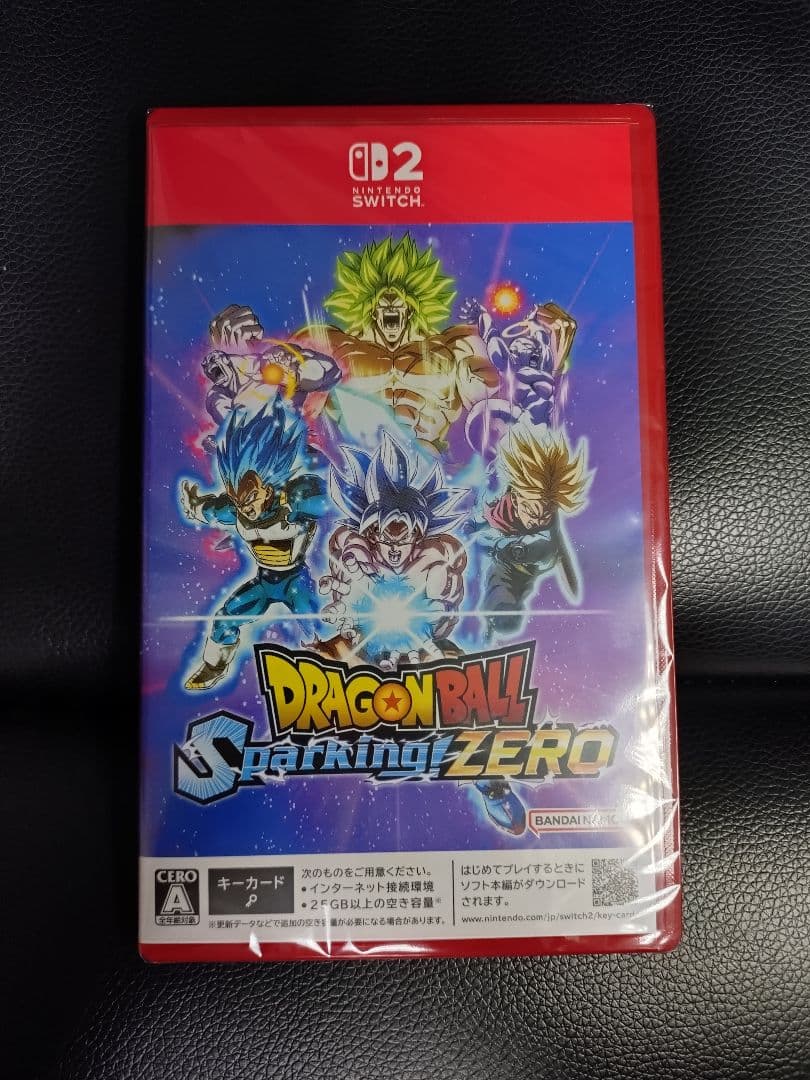 2
NINTENDO
SWITCH™
DRAGON BALL
Sparking! ZERO
BANDAI NAMCO
CERO
A
全年齢対象
キーカード
次のものをご用意ください。
・インターネット接続環境
・25GB以上の空き容量※
※更新データなどで追加の空き容量が必要になる場合があります。
はじめてプレイするときに
ソフト本編がダウンロード
されます。
www.nintendo.com/jp/switch2/key-card